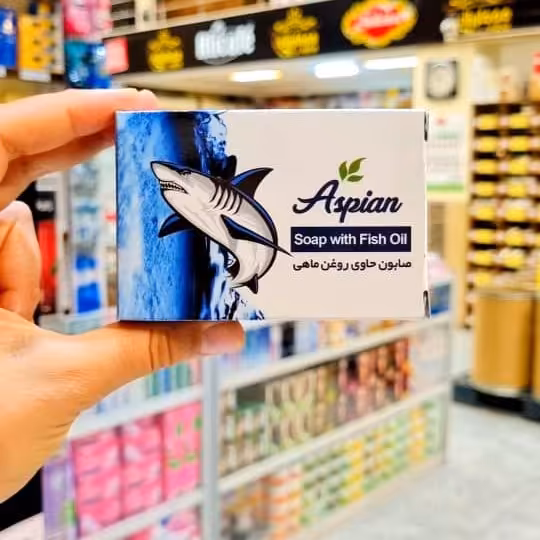 Aspian
Soap with Fish Oil
صابون حاوی روغن ماهی